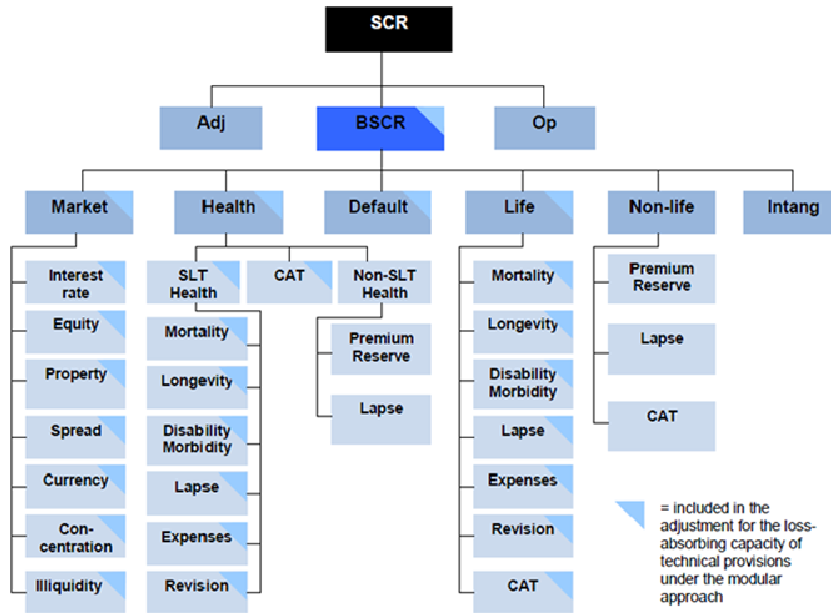 SCR
Adj
BSCR
Op
Market
Health
Default
Life
Non-life
Intang
Interest
rate
Equity
Property
Spread
Currency
Con-
centration
Illiquidity
SLT
Health
CAT
Non-SLT
Health
Mortality
Longevity
Disability
Morbidity
Lapse
Expenses
Revision
Premium
Reserve
Lapse
Mortality
Longevity
Disability
Morbidity
Lapse
Expenses
Revision
CAT
Premium
Reserve
Lapse
CAT
= included in the
adjustment for the loss-
absorbing capacity of
technical provisions
under the modular
approach